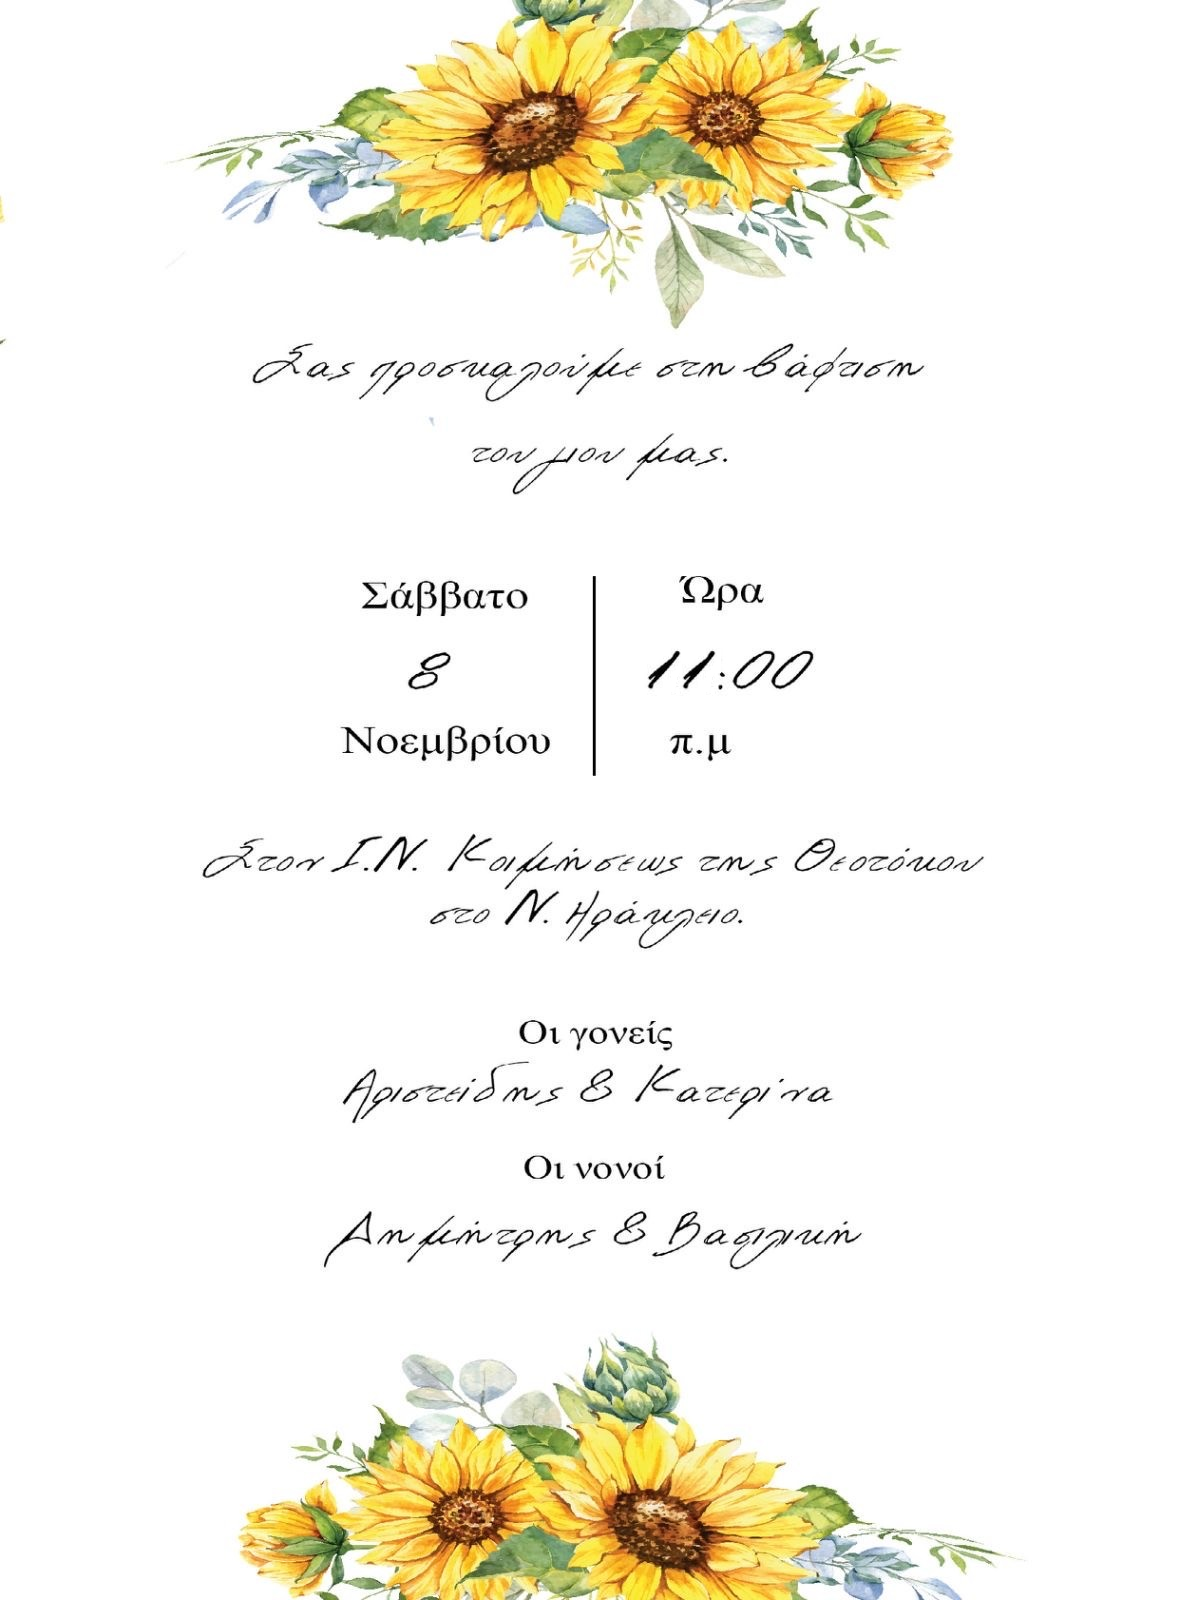 Σας προσκαλούμε στη βάφτιση
του γιου μας.
Σάββατο
8
Νοεμβρίου
Ώρα
11:00
π.μ
Στον Ι.Ν. Κοιμήσεως της Θεοτόκου
στο Ν. Ηράκλειο.
Οι γονείς
Αριστείδης & Κατερίνα
Οι νονοί
Δημήτρης & Βασιλική